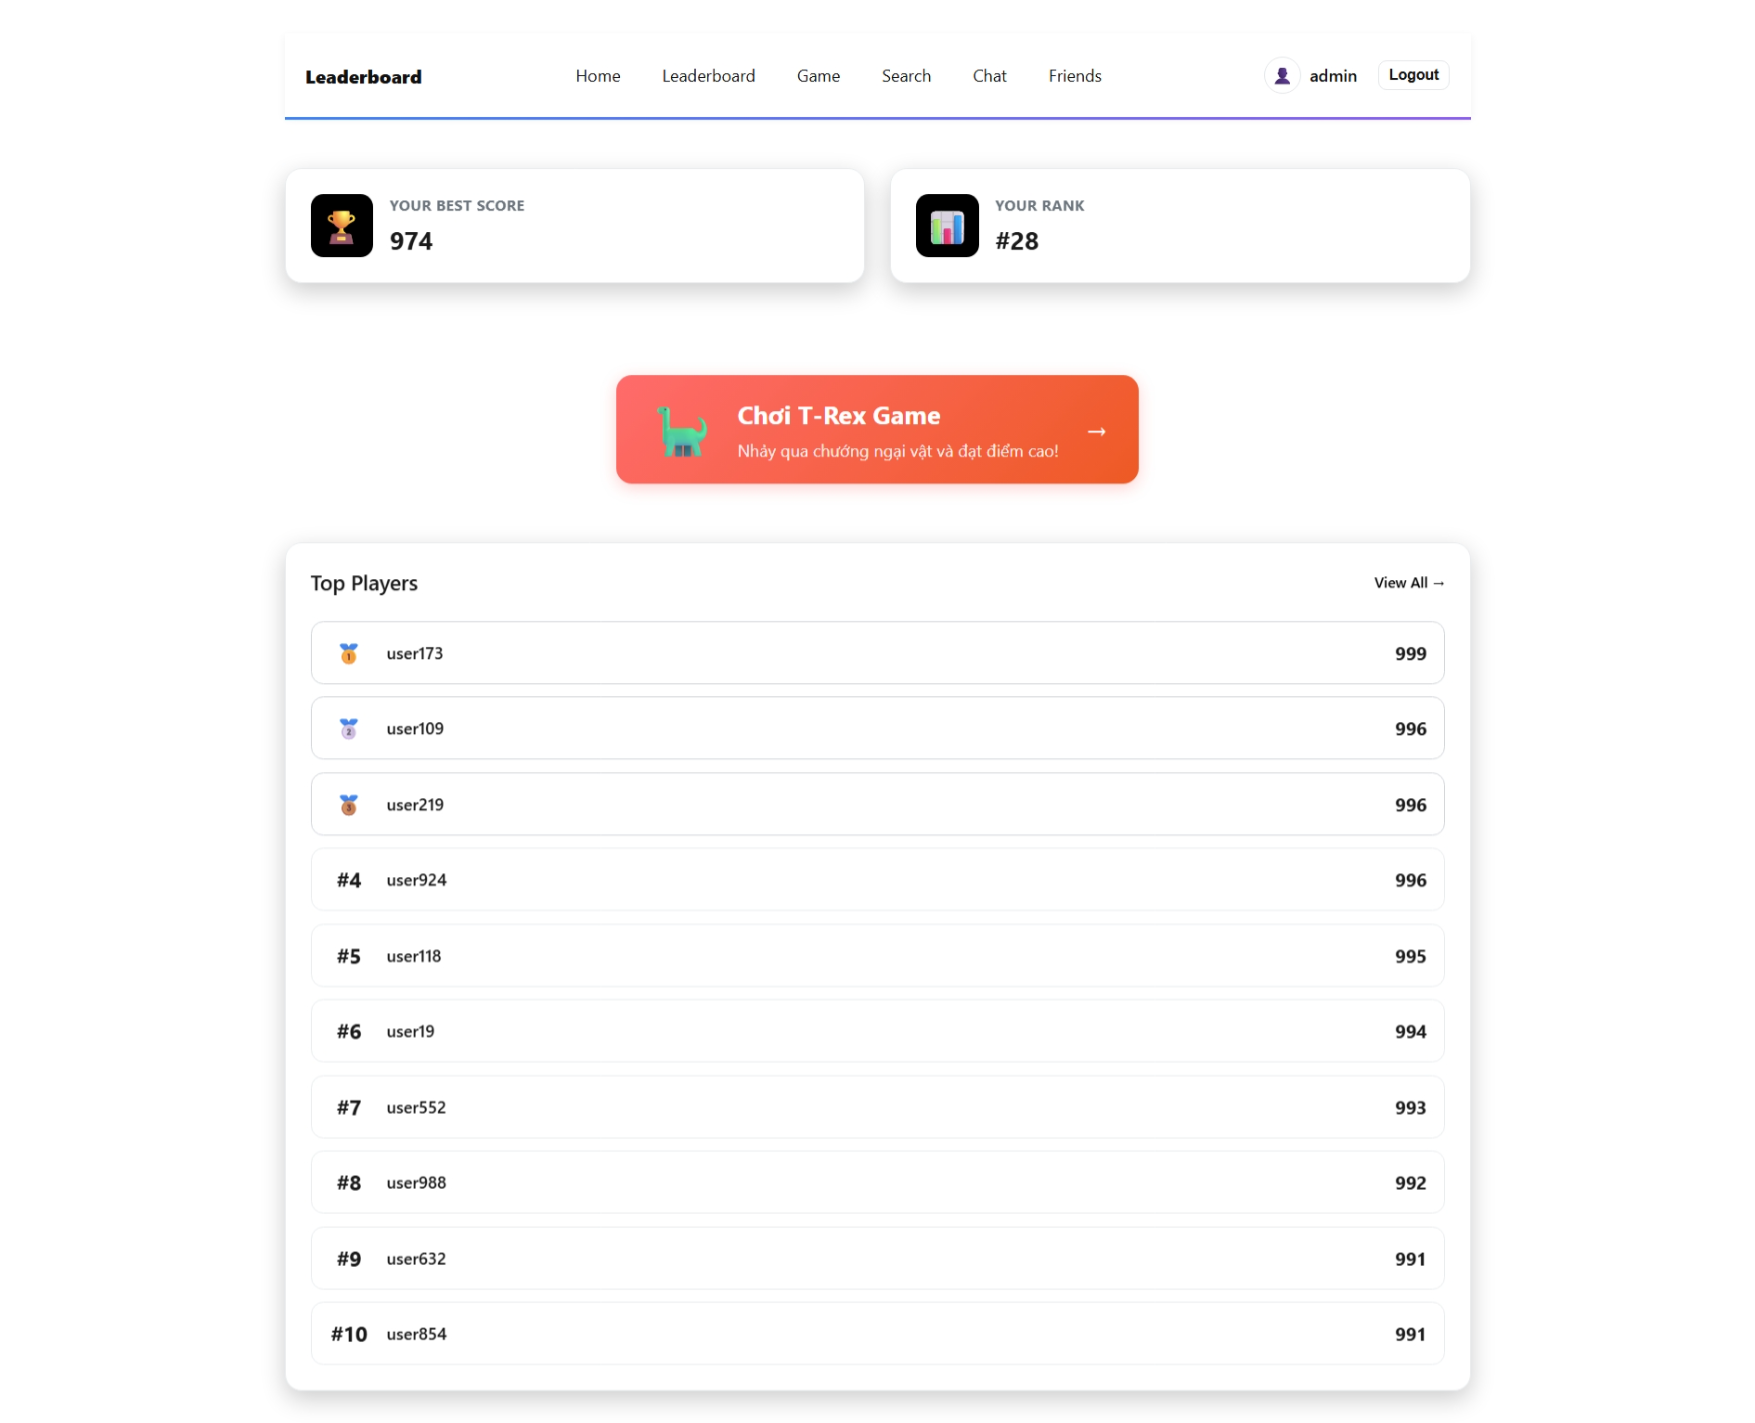 Leaderboard
Home
Leaderboard
Game
Search
Chat
Friends
admin
Logout
YOUR BEST SCORE
974
YOUR RANK
#28
Chơi T-Rex Game
Nhảy qua chướng ngại vật và đạt điểm cao!
→
Top Players
View All →
1 user173 999
2 user109 996
3 user219 996
#4 user924 996
#5 user118 995
#6 user19 994
#7 user552 993
#8 user988 992
#9 user632 991
#10 user854 991